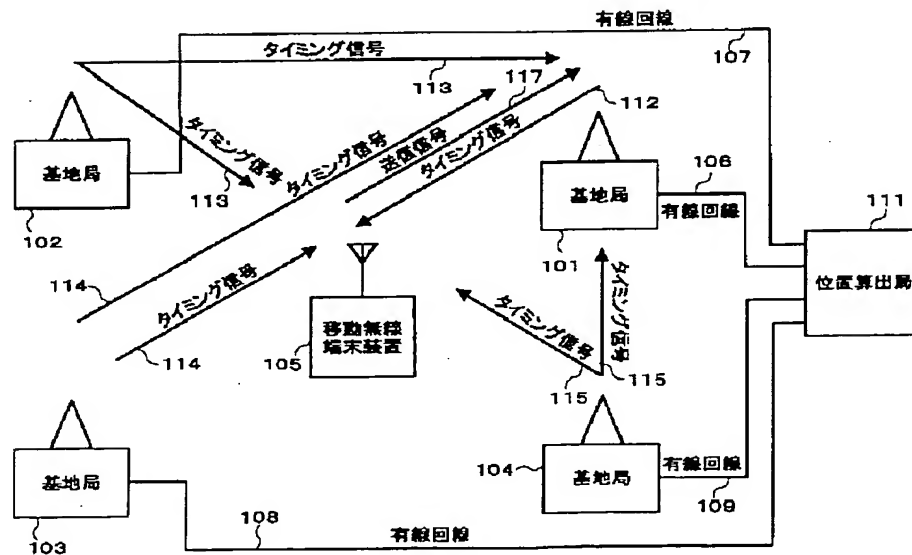 有線回線
107
タイミング信号
113
117
112
タイミング信号
113
タイミング信号
送信信号
タイミング信号
基地局
102
基地局
101
106
有線回線
111
位置算出局
114
タイミング信号
114
移動無線
端末装置
105
タイミング信号
115
タイミング信号
115
基地局
103
104
基地局
有線回線
109
108
有線回線